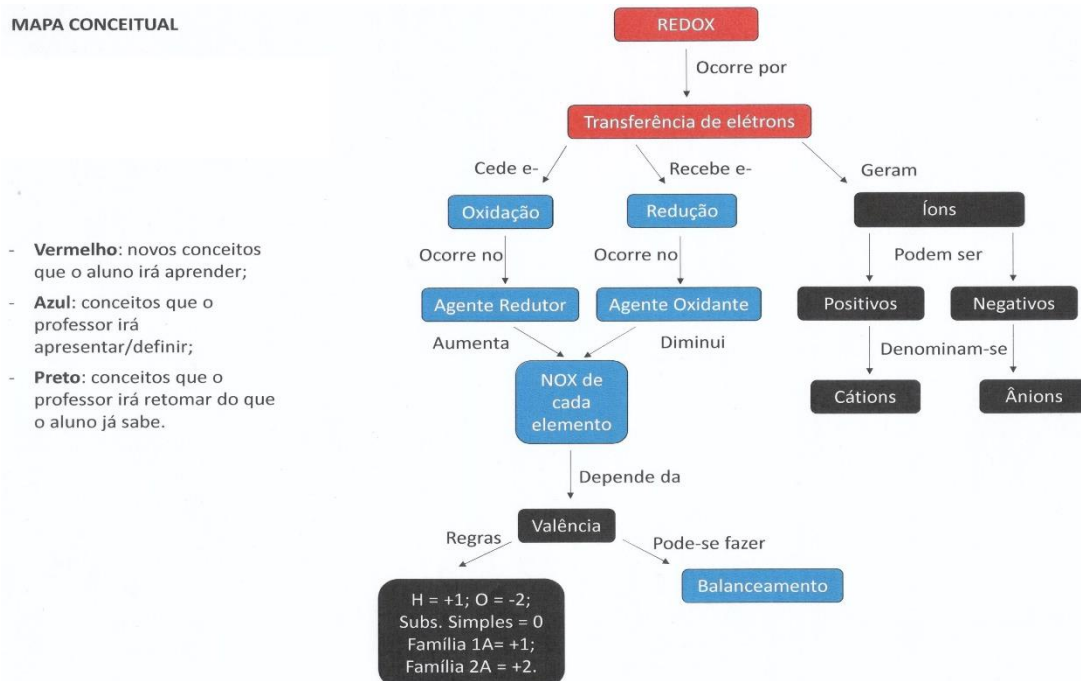 MAPA CONCEITUAL
REDOX
Ocorre por
Transferência de elétrons
Cede e-
Recebe e-
Geram
Oxidação
Redução
Íons
Ocorre no
Ocorre no
Podem ser
Agente Redutor
Agente Oxidante
Positivos
Negativos
Aumenta
Diminui
Denominam-se
NOX de
cada
elemento
Cátions
Ânions
Depende da
Valência
Regras
Pode-se fazer
Balanceamento
H = +1; O = -2;
Subs. Simples = 0
Família 1A= +1;
Família 2A = +2.
- Vermelho: novos conceitos
que o aluno irá aprender;
- Azul: conceitos que o
professor irá
apresentar/definir;
- Preto: conceitos que o
professor irá retomar do que
o aluno já sabe.